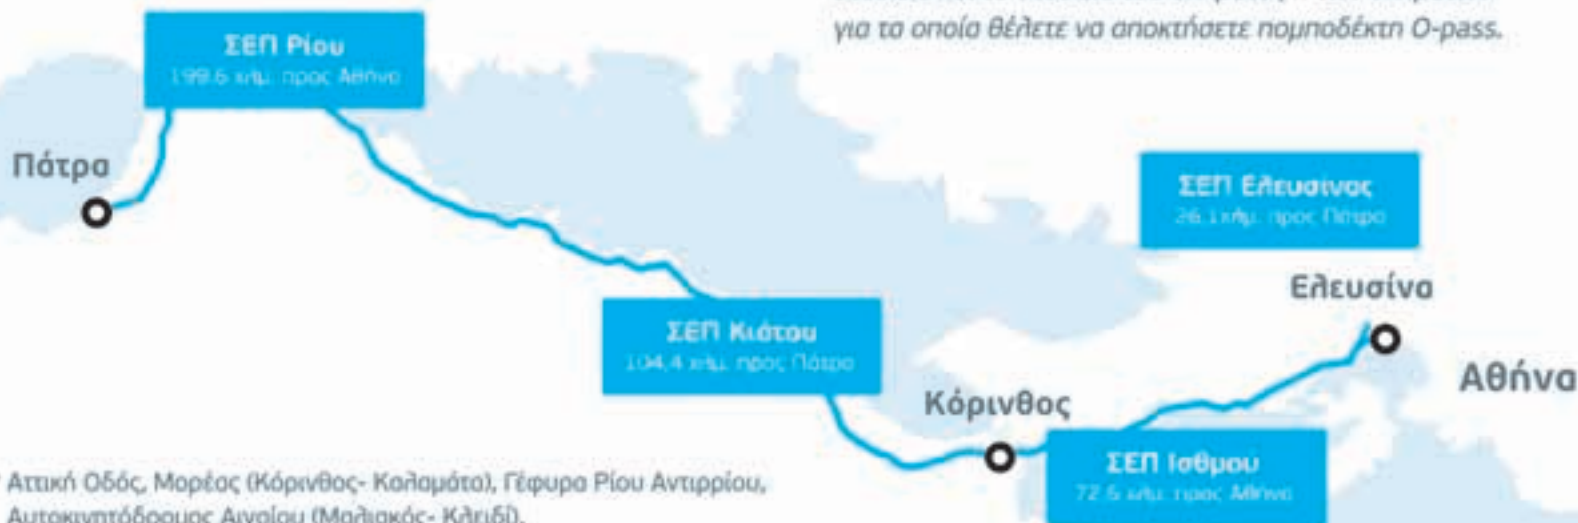 για τα οποία θέλετε να αποκτήσετε πομποδέκτη O-pass.
ΣΕΠ Ρίου
199.6 χλμ. προς Αθήνα
Πάτρα
ΣΕΠ Ελευσίνας
26.1 χλμ. προς Πάτρα
Ελευσίνα
ΣΕΠ Κιάτου
104.4 χλμ. προς Πάτρα
Αθήνα
Κόρινθος
ΣΕΠ Ισθμού
72.6 χλμ. προς Αθήνα
Αττική Οδός, Μορέας (Κόρινθος- Καλαμάτα), Γέφυρα Ρίου Αντιρρίου,
Αυτοκινητόδρομος Αιγαίου (Μαλιακός- Κλειδί).